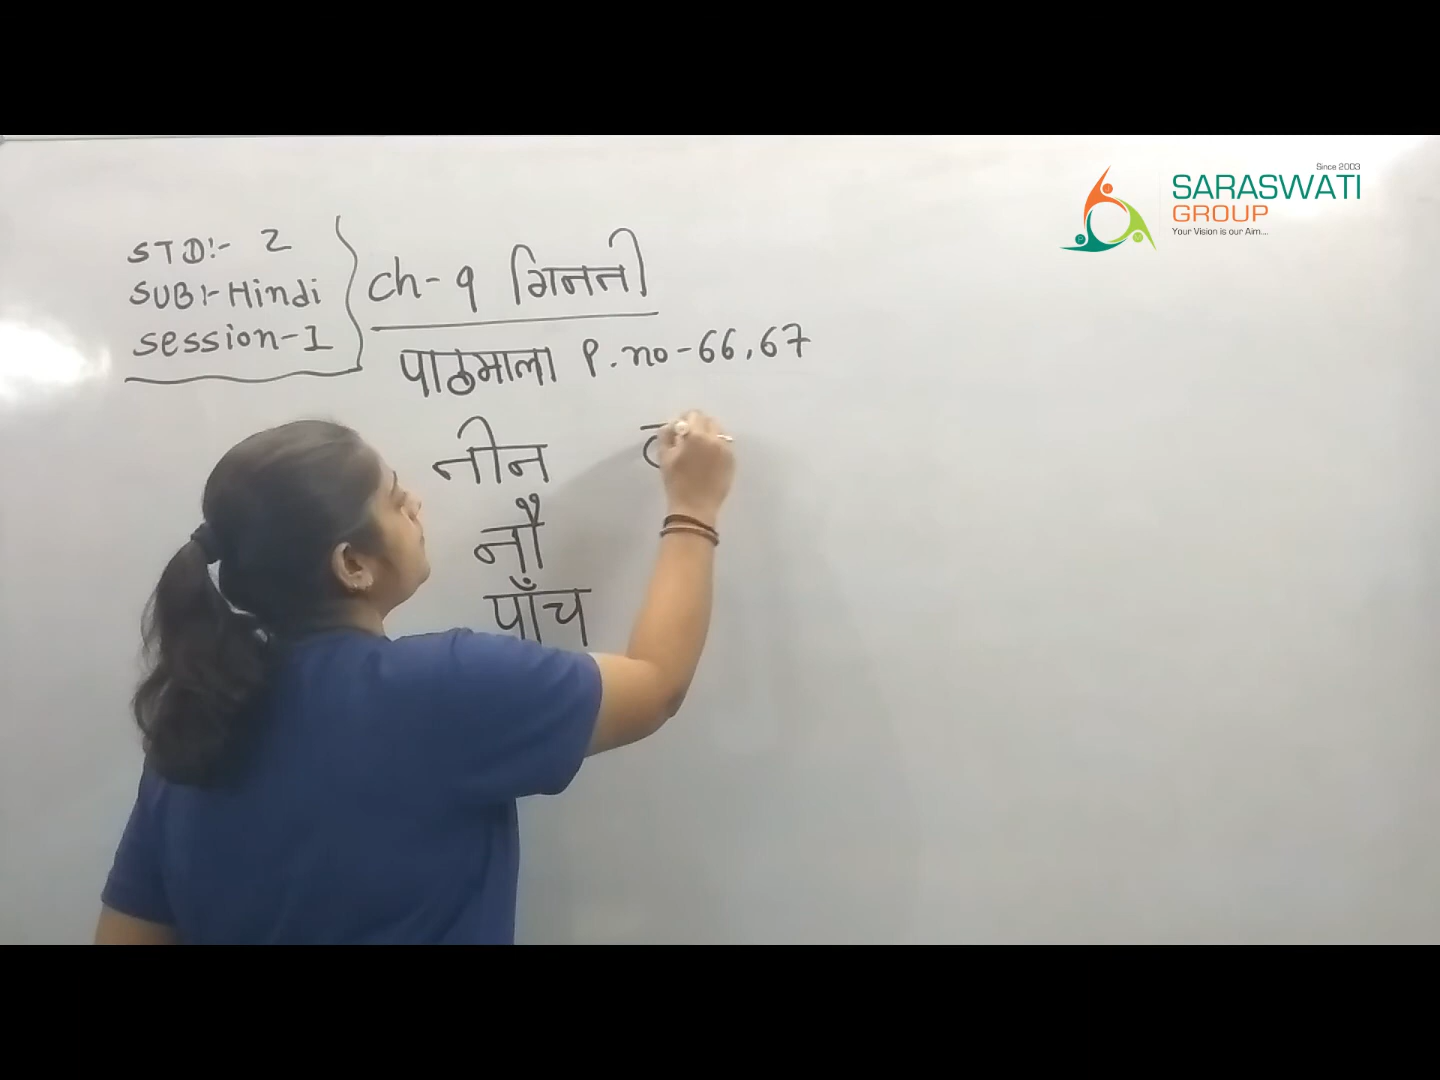 Since 2003
SARASWATI
GROUP
Your Vision is our Aim....
STD:- 2
SUB:- Hindi
Session-1
Ch-9 गिनती
पाठमाला P.no-66,67
तीन
नौ
पाँच